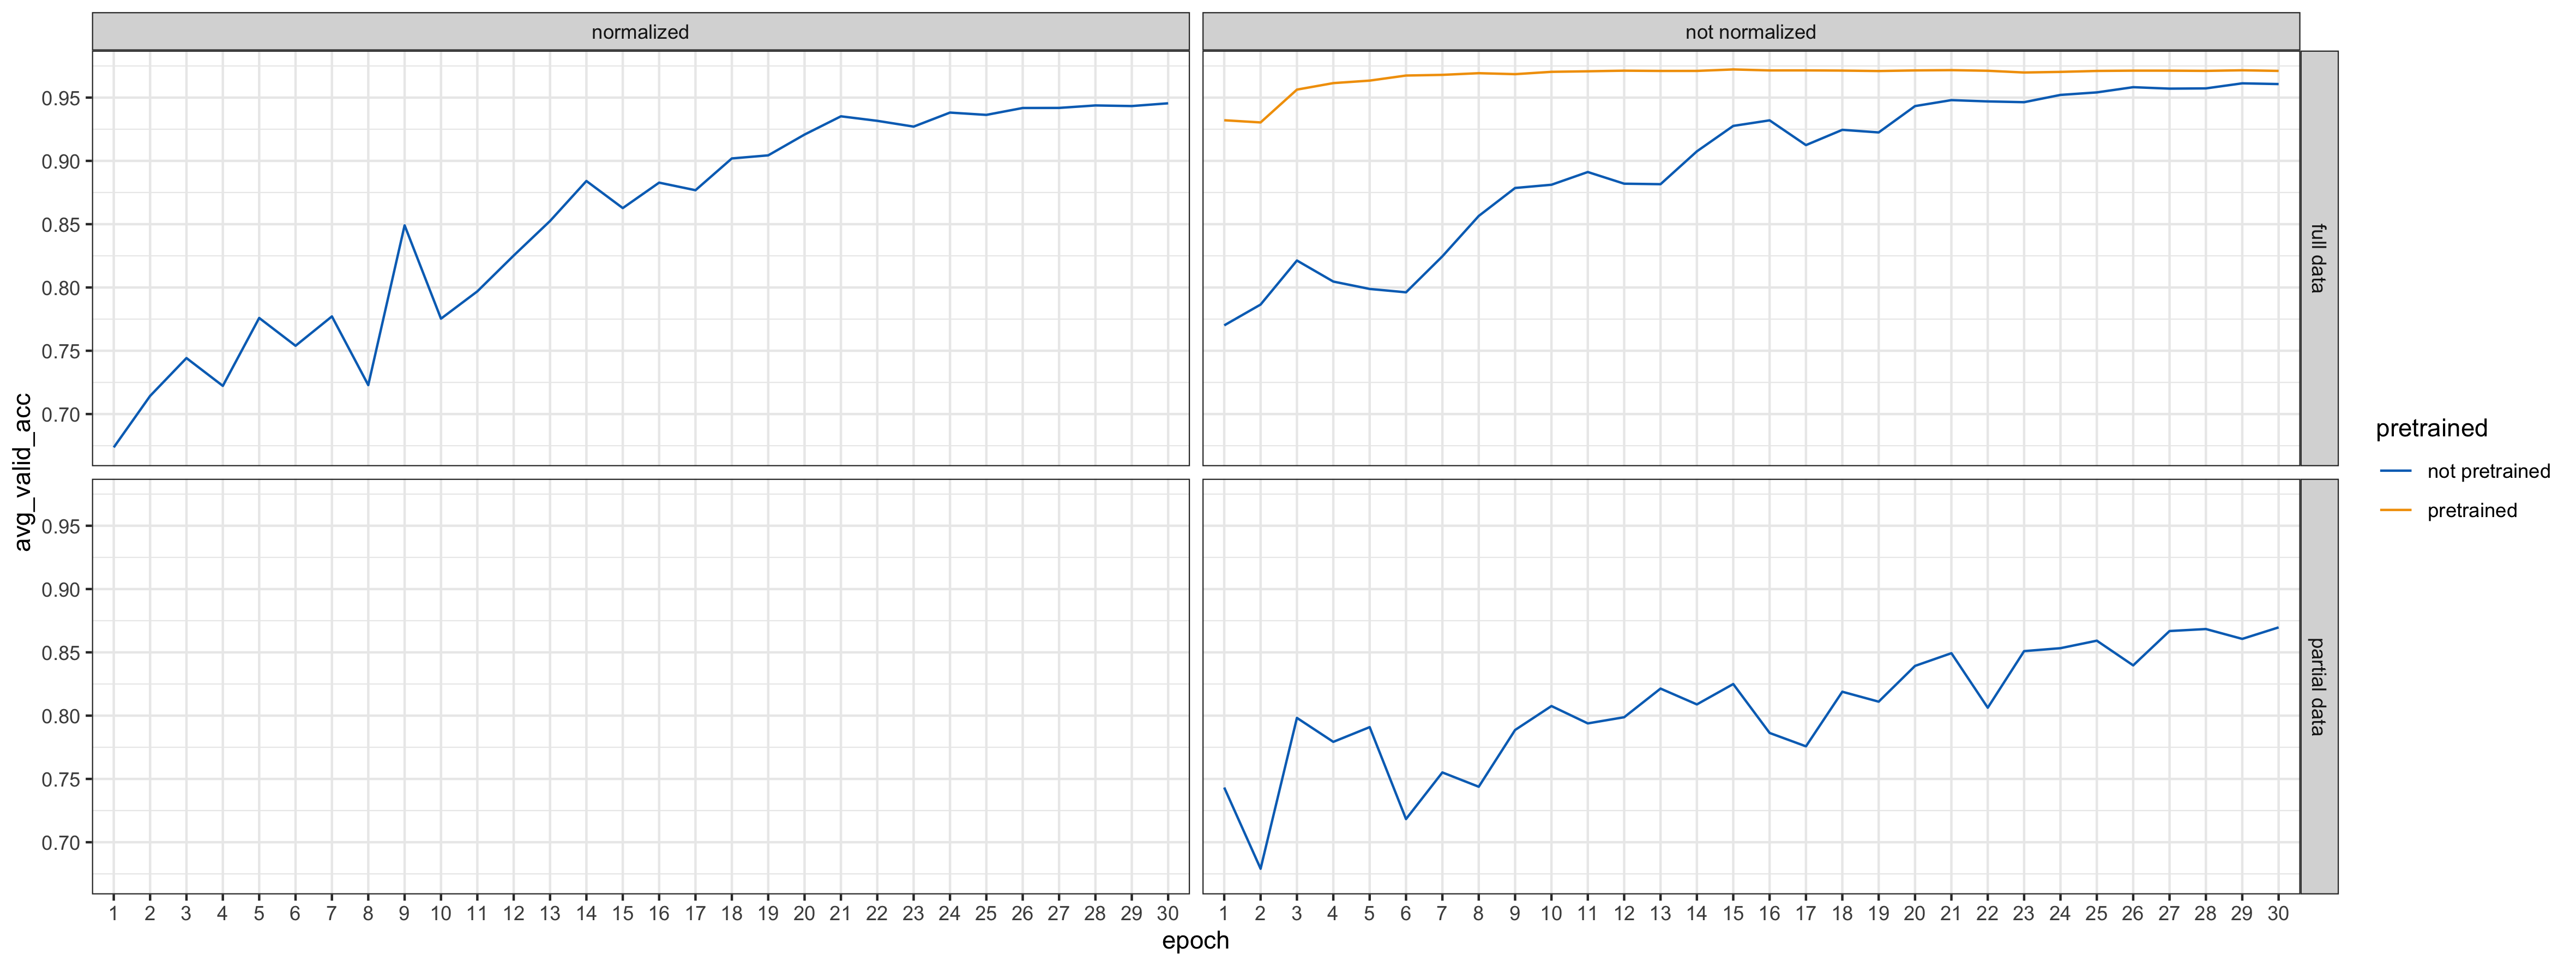 normalized
not normalized
0.95
0.90
0.85
0.80
0.75
0.70
full data
avg_valid_acc
0.95
0.90
0.85
0.80
0.75
0.70
partial data
pretrained
not pretrained
pretrained
1 2 3 4 5 6 7 8 9 10 11 12 13 14 15 16 17 18 19 20 21 22 23 24 25 26 27 28 29 30
1 2 3 4 5 6 7 8 9 10 11 12 13 14 15 16 17 18 19 20 21 22 23 24 25 26 27 28 29 30
epoch